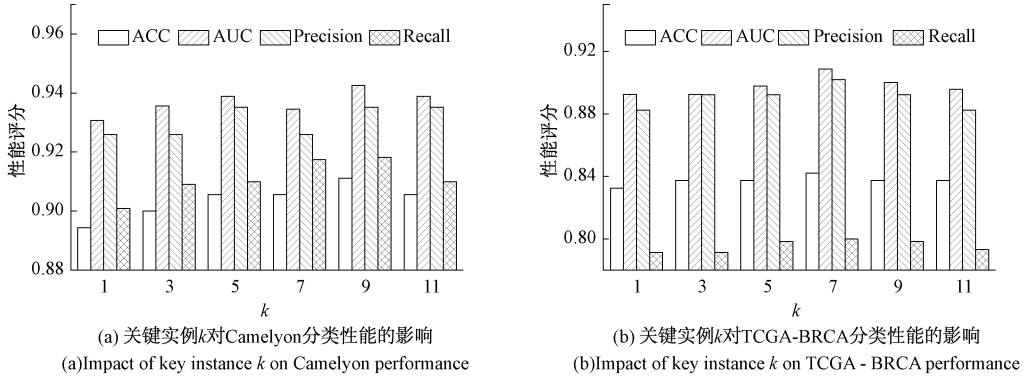 0.96
0.94
0.92
0.90
0.88
性能评分
ACC AUC Precision Recall
1 3 5 7 9 11
k
(a) 关键实例k对Camelyon分类性能的影响
(a)Impact of key instance k on Camelyon performance
0.92
0.88
0.84
0.80
性能评分
ACC AUC Precision Recall
1 3 5 7 9 11
k
(b) 关键实例k对TCGA-BRCA分类性能的影响
(b)Impact of key instance k on TCGA - BRCA performance